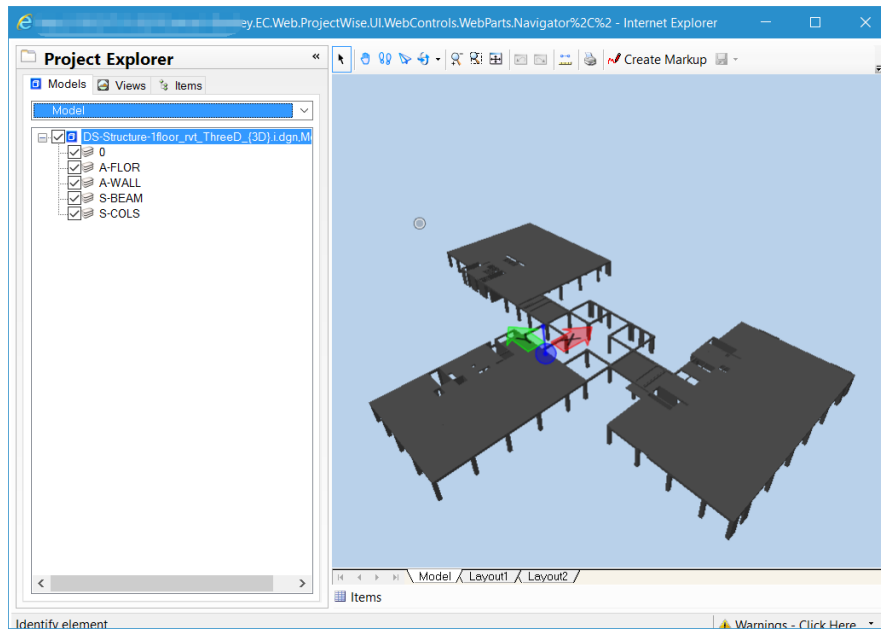 ey.EC.Web.ProjectWise.UI.WebControls.WebParts.Navigator%2C%2 - Internet Explorer
Project Explorer
«
Models Views Items
Model
DS-Structure-1floor_rvt_ThreeD_{3D}.i.dgn,M
0
A-FLOR
A-WALL
S-BEAM
S-COLS
Create Markup
Model Layout1 Layout2
Items
Identify element
Warnings - Click Here